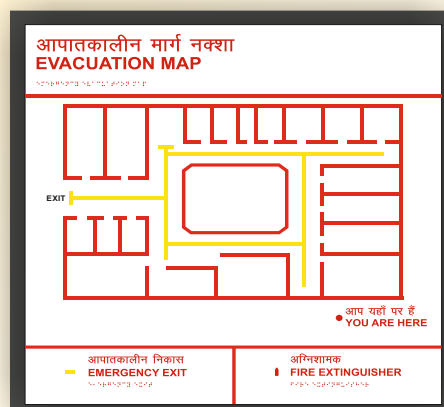 आपातकालीन मार्ग नक्शा
EVACUATION MAP
EXIT
आप यहाँ पर हैं
YOU ARE HERE
आपातकालीन निकास
EMERGENCY EXIT
अग्निशामक
FIRE EXTINGUISHER